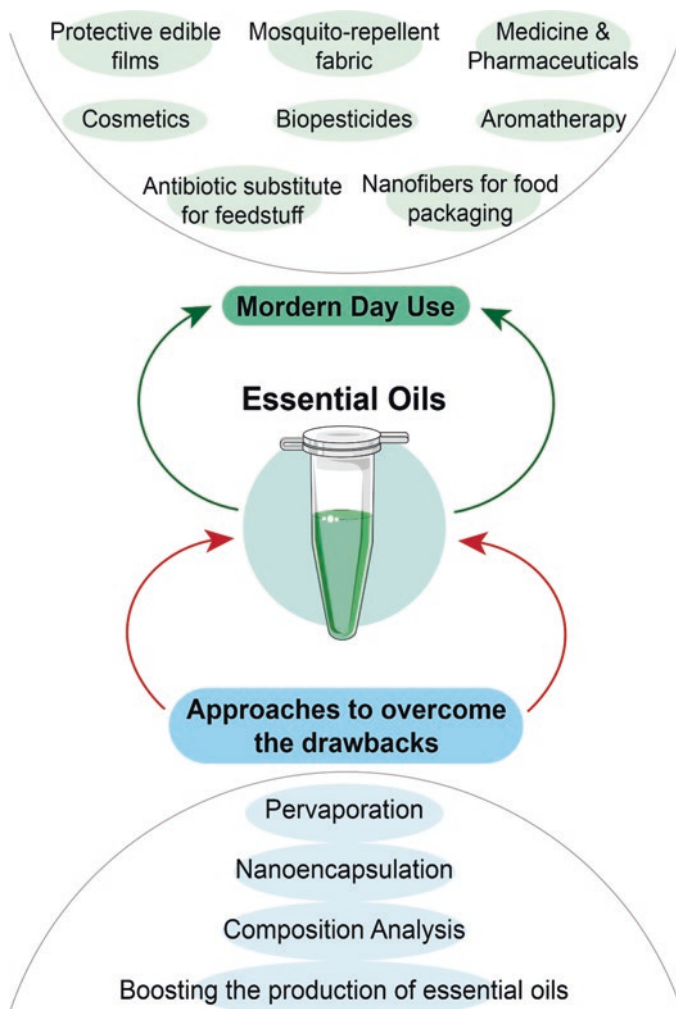 Protective edible
films
Mosquito-repellent
fabric
Medicine &
Pharmaceuticals
Cosmetics
Biopesticides
Aromatherapy
Antibiotic substitute
for feedstuff
Nanofibers for food
packaging
Mordern Day Use
Essential Oils
Approaches to overcome
the drawbacks
Pervaporation
Nanoencapsulation
Composition Analysis
Boosting the production of essential oils